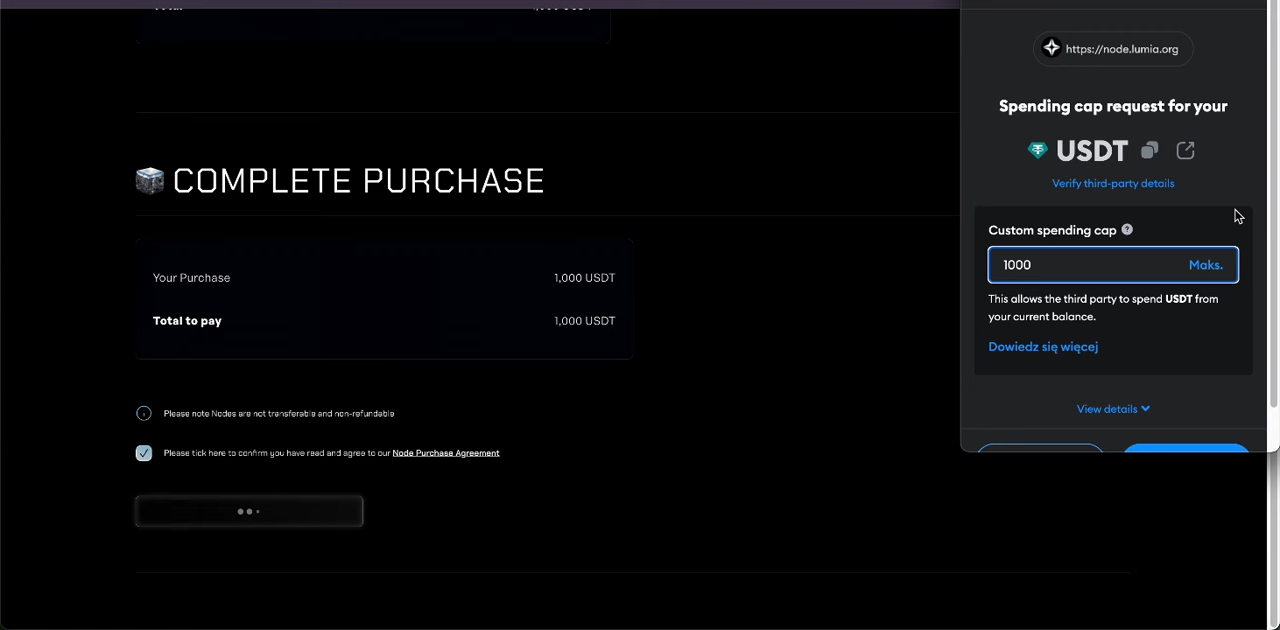 COMPLETE PURCHASE
Your Purchase 1,000 USDT
Total to pay 1,000 USDT
Please note Nodes are not transferable and non-refundable
Please tick here to confirm you have read and agree to our Node Purchase Agreement
https://node.lumia.org
Spending cap request for your
USDT
Verify third-party details
Custom spending cap
1000 Maks.
This allows the third party to spend USDT from
your current balance.
Dowiedz się więcej
View details